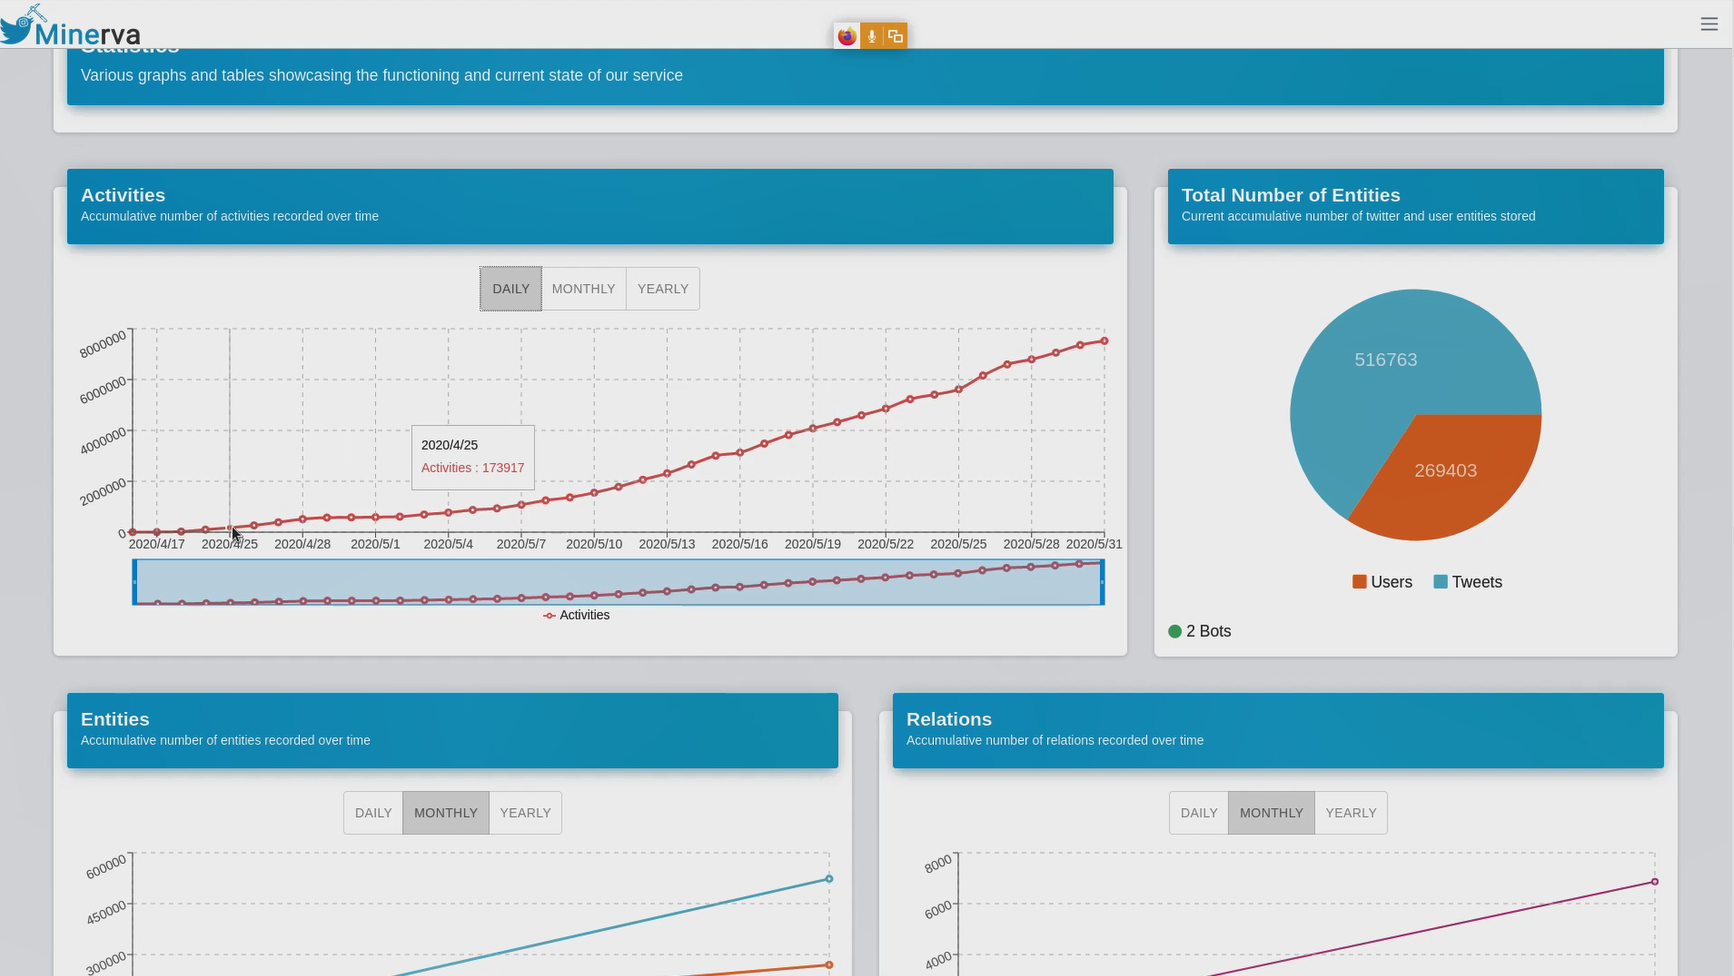 Minerva
Statistics
Various graphs and tables showcasing the functioning and current state of our service
Activities
Accumulative number of activities recorded over time
DAILY MONTHLY YEARLY
8000000
6000000
4000000
2000000
0
2020/4/25
Activities : 173917
2020/4/17 2020/4/25 2020/4/28 2020/5/1 2020/5/4 2020/5/7 2020/5/10 2020/5/13 2020/5/16 2020/5/19 2020/5/22 2020/5/25 2020/5/28 2020/5/31
Activities
Total Number of Entities
Current accumulative number of twitter and user entities stored
516763
269403
Users Tweets
2 Bots
Entities
Accumulative number of entities recorded over time
DAILY MONTHLY YEARLY
600000
450000
300000
Relations
Accumulative number of relations recorded over time
DAILY MONTHLY YEARLY
8000
6000
4000